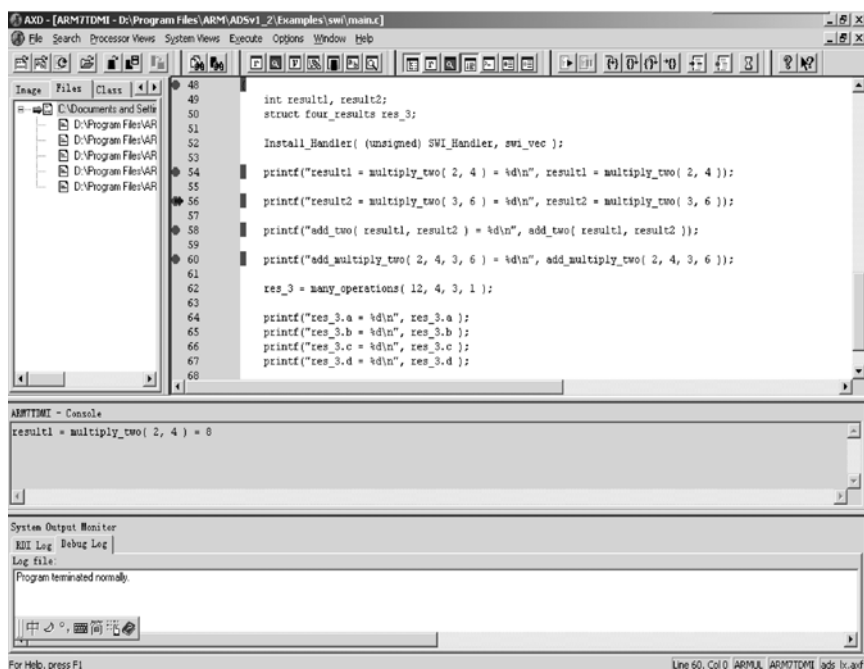 AXD - [ARM7TDMI - D:\Program Files\ARM\ADSv1_2\Examples\swi\main.c]
File Search Processor Views System Views Execute Options Window Help
Image Files Class
C:\Documents and Settin
D:\Program Files\AR
D:\Program Files\AR
D:\Program Files\AR
D:\Program Files\AR
D:\Program Files\AR
48
49 int result1, result2;
50 struct four_results res_3;
51
52 Install_Handler( (unsigned) SWI_Handler, swi_vec );
53
54 printf("result1 = multiply_two( 2, 4 ) = %d\n", result1 = multiply_two( 2, 4 ));
55
56 printf("result2 = multiply_two( 3, 6 ) = %d\n", result2 = multiply_two( 3, 6 ));
57
58 printf("add_two( result1, result2 ) = %d\n", add_two( result1, result2 ));
59
60 printf("add_multiply_two( 2, 4, 3, 6 ) = %d\n", add_multiply_two( 2, 4, 3, 6 ));
61
62 res_3 = many_operations( 12, 4, 3, 1 );
63
64 printf("res_3.a = %d\n", res_3.a );
65 printf("res_3.b = %d\n", res_3.b );
66 printf("res_3.c = %d\n", res_3.c );
67 printf("res_3.d = %d\n", res_3.d );
68
ARM7TDMI - Console
result1 = multiply_two( 2, 4 ) = 8
System Output Monitor
RDI Log Debug Log
Log file:
Program terminated normally.
中 简
For Help, press F1
Line 60, Col 0 ARMUL ARM7TDMI ads_lx.axf